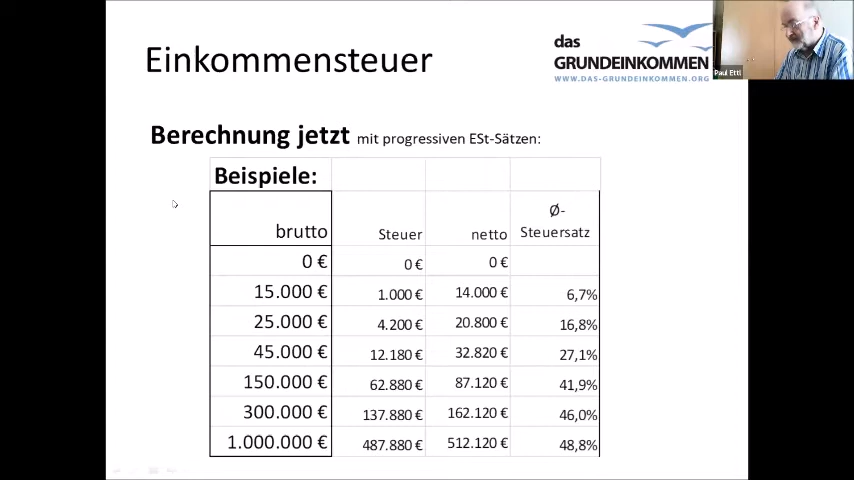 Einkommensteuer
das
GRUNDEINKOMMEN
WWW.DAS-GRUNDEINKOMMEN.ORG
Paul Ettl
Berechnung jetzt mit progressiven ESt-Sätzen:
Beispiele:
brutto Steuer netto Ø-
Steuersatz
0 € 0 € 0 €
15.000 € 1.000 € 14.000 € 6,7%
25.000 € 4.200 € 20.800 € 16,8%
45.000 € 12.180 € 32.820 € 27,1%
150.000 € 62.880 € 87.120 € 41,9%
300.000 € 137.880 € 162.120 € 46,0%
1.000.000 € 487.880 € 512.120 € 48,8%